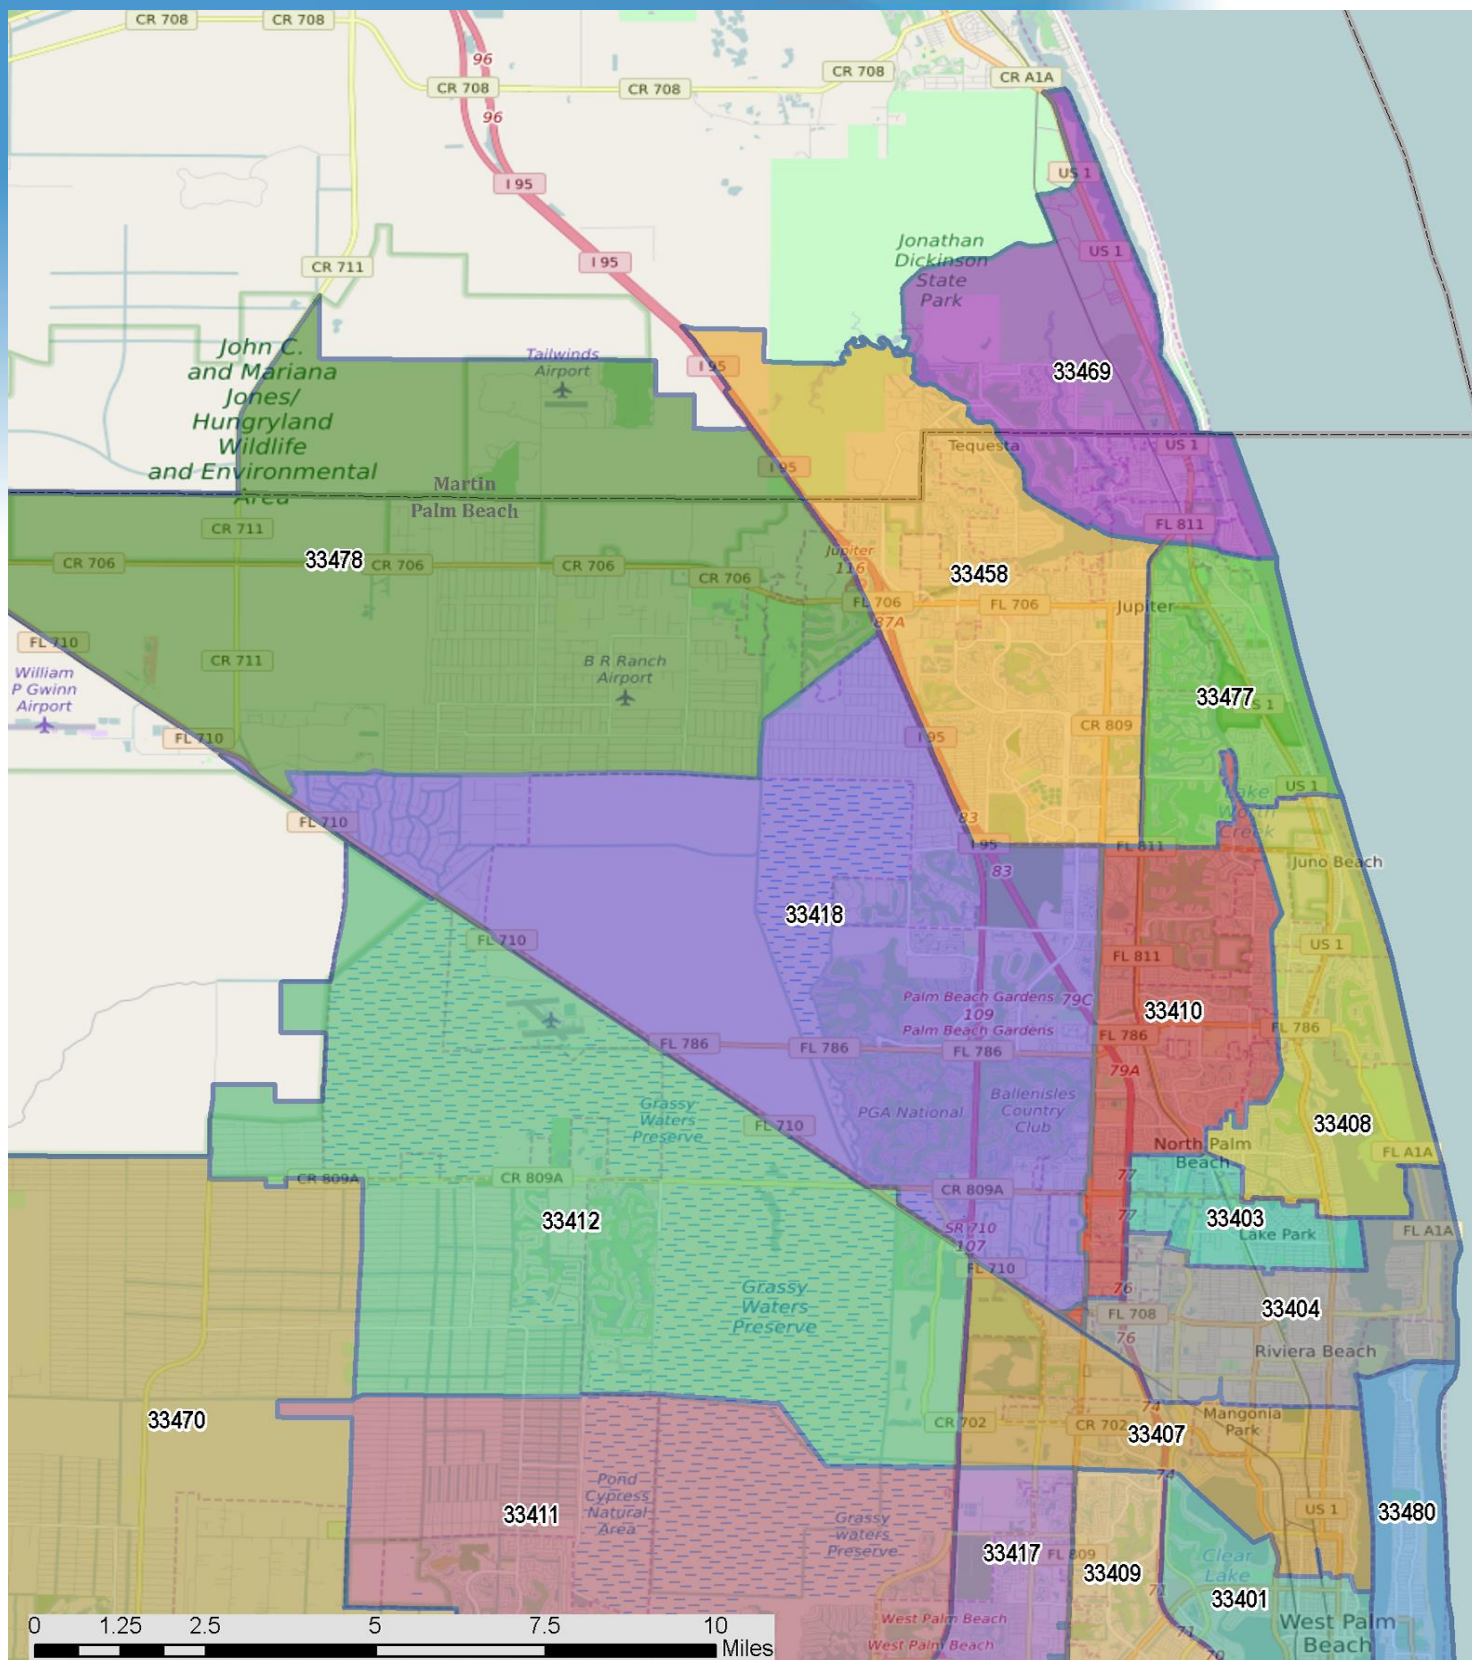 CR 708
CR 708
96
CR 708
CR 708
CR 708
CR A1A
96
I 95
US 1
Jonathan
Dickinson
State
Park
US 1
CR 711
I 95
John C.
and Mariana
Jones/
Hungryland
Wildlife
and Environmental
Area
Tailwinds
Airport
I 95
33469
Tequesta
US 1
I 95
Martin
Palm Beach
CR 711
FL 811
CR 706
33478
CR 706
CR 706
CR 706
Jupiter
116
33458
FL 706
FL 706
Jupiter
87A
FL 710
CR 711
William
P Gwinn
Airport
B R Ranch
Airport
33477
S 1
FL 710
I 95
CR 809
US 1
Lake
Worth
Creek
FL 710
83
I 95
FL 811
83
Juno Beach
33418
FL 710
US 1
FL 811
Palm Beach Gardens
109
Palm Beach Gardens
79C
33410
FL 786
FL 786
FL 786
FL 786
FL 786
79A
Grassy
Waters
Preserve
FL 710
PGA National
Ballenisles
Country
Club
33408
North Palm
Beach
FL A1A
CR 809A
CR 809A
CR 809A
77
33412
77
33403
Lake Park
FL A1A
SR 710
107
FL 710
Grassy
Waters
Preserve
76
FL 708
33404
76
Riviera Beach
33470
CR 702
CR 702
74
33407
Mangonia
Park
74
Pond
Cypress
Natural
Area
33411
Grassy
waters
Preserve
US 1
33480
33417
FL 809
33409
71
Clear
Lake
33401
West Palm Beach
West Palm Beach
71
70
West Palm
Beach
0 1.25 2.5 5 7.5 10
Miles